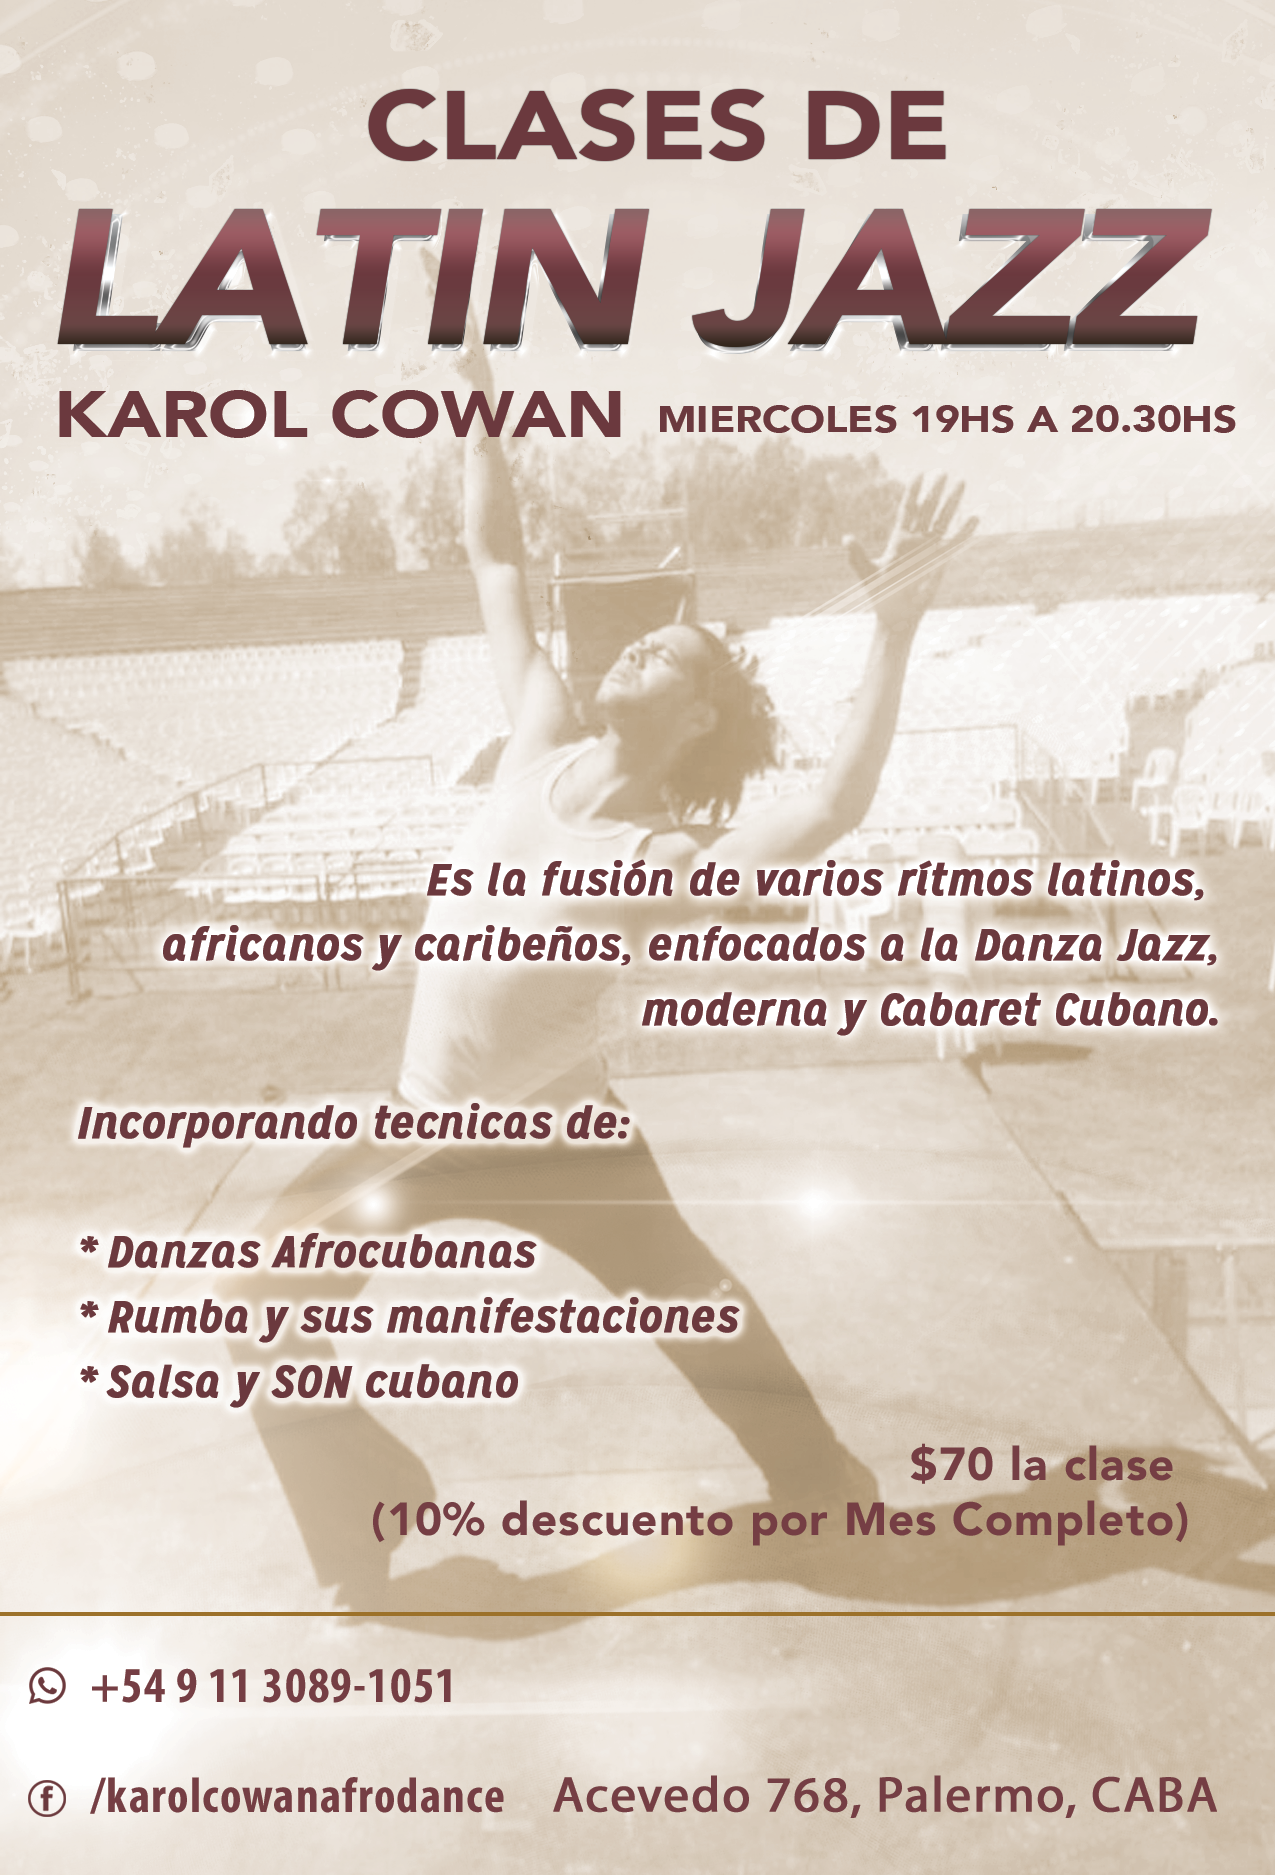 CLASES DE
LATIN JAZZ
KAROL COWAN MIERCOLES 19HS A 20.30HS
Es la fusión de varios rítmos latinos,
africanos y caribeños, enfocados a la Danza Jazz,
moderna y Cabaret Cubano.
Incorporando tecnicas de:
* Danzas Afrocubanas
* Rumba y sus manifestaciones
* Salsa y SON cubano
$70 la clase
(10% descuento por Mes Completo)
+54 9 11 3089-1051
/karolcowanafrodance Acevedo 768, Palermo, CABA